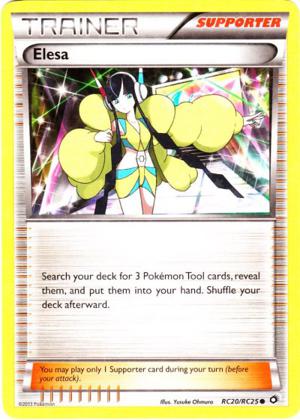 TRAINER
SUPPORTER
Elesa
Search your deck for 3 Pokémon Tool cards, reveal
them, and put them into your hand. Shuffle your
deck afterward.
You may play only 1 Supporter card during your turn (before
your attack).
Illus. Yusuke Ohmura
RC20/RC25
©2013 Pokémon